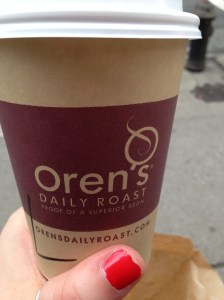 Oren's®
DAILY ROAST
PROOF OF A SUPERIOR BEAN
ORENSDAILYROAST.COM